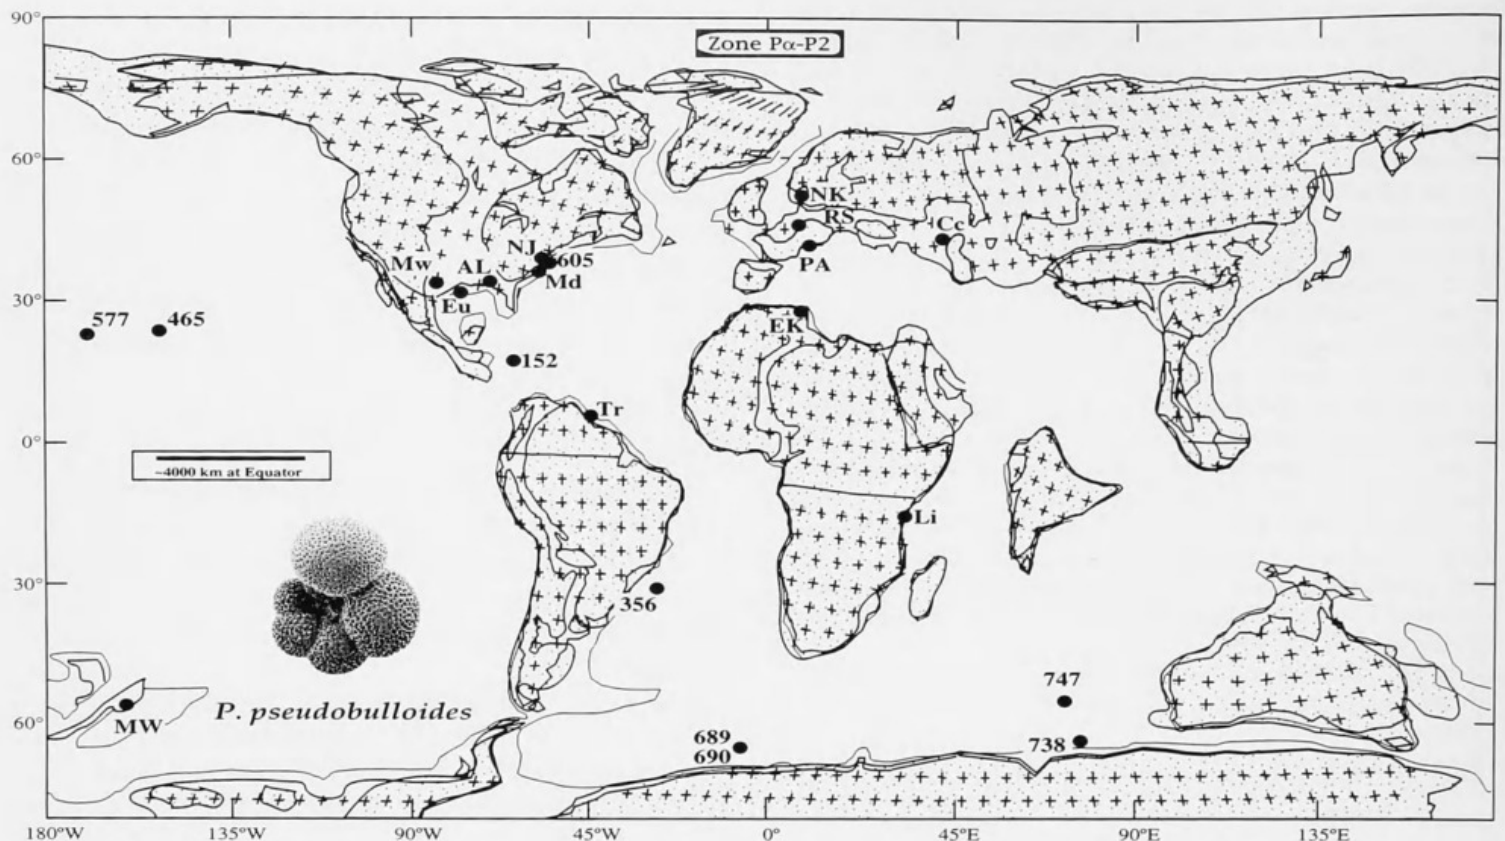 90°
Zone Pα-P2
60°
NK
RS
Cc
NJ
605
Mw
AL
PA
Md
30°
Eu
577
465
EK
152
Tr
0°
~4000 km at Equator
Li
30°
356
747
MW
P. pseudobulloides
60°
689
738
690
180°W
135°W
90°W
45°W
0°
45°E
90°E
135°E